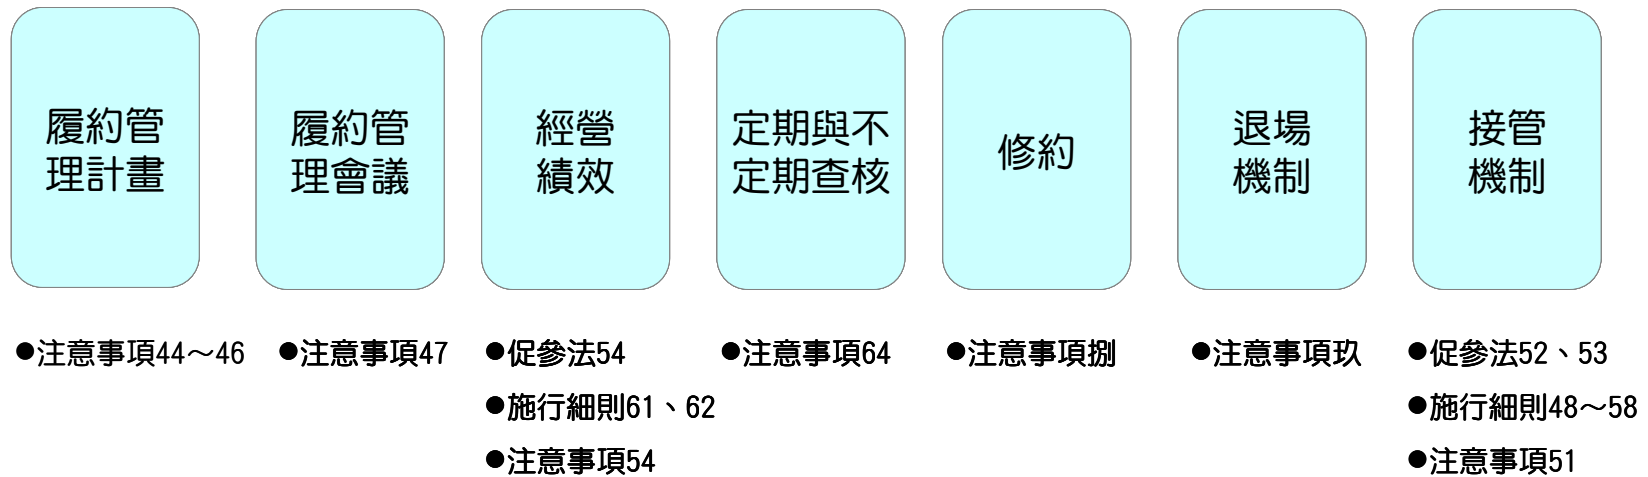 履約管
理計畫
履約管
理會議
經營
績效
定期與不
定期查核
修約
退場
機制
接管
機制
●注意事項44～46
●注意事項47
●促參法54
●施行細則61、62
●注意事項54
●注意事項64
●注意事項捌
●注意事項玖
●促參法52、53
●施行細則48～58
●注意事項51